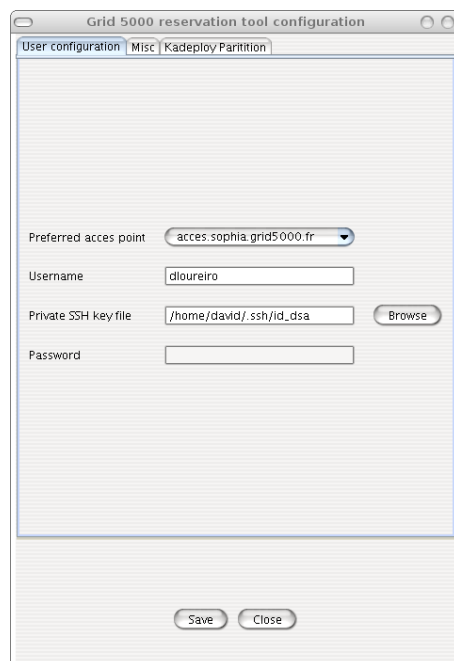 Grid 5000 reservation tool configuration
User configuration Misc Kadeploy Paritition
Preferred acces point acces.sophia.grid5000.fr
Username dloureiro
Private SSH key file /home/david/.ssh/id_dsa Browse
Password
Save Close